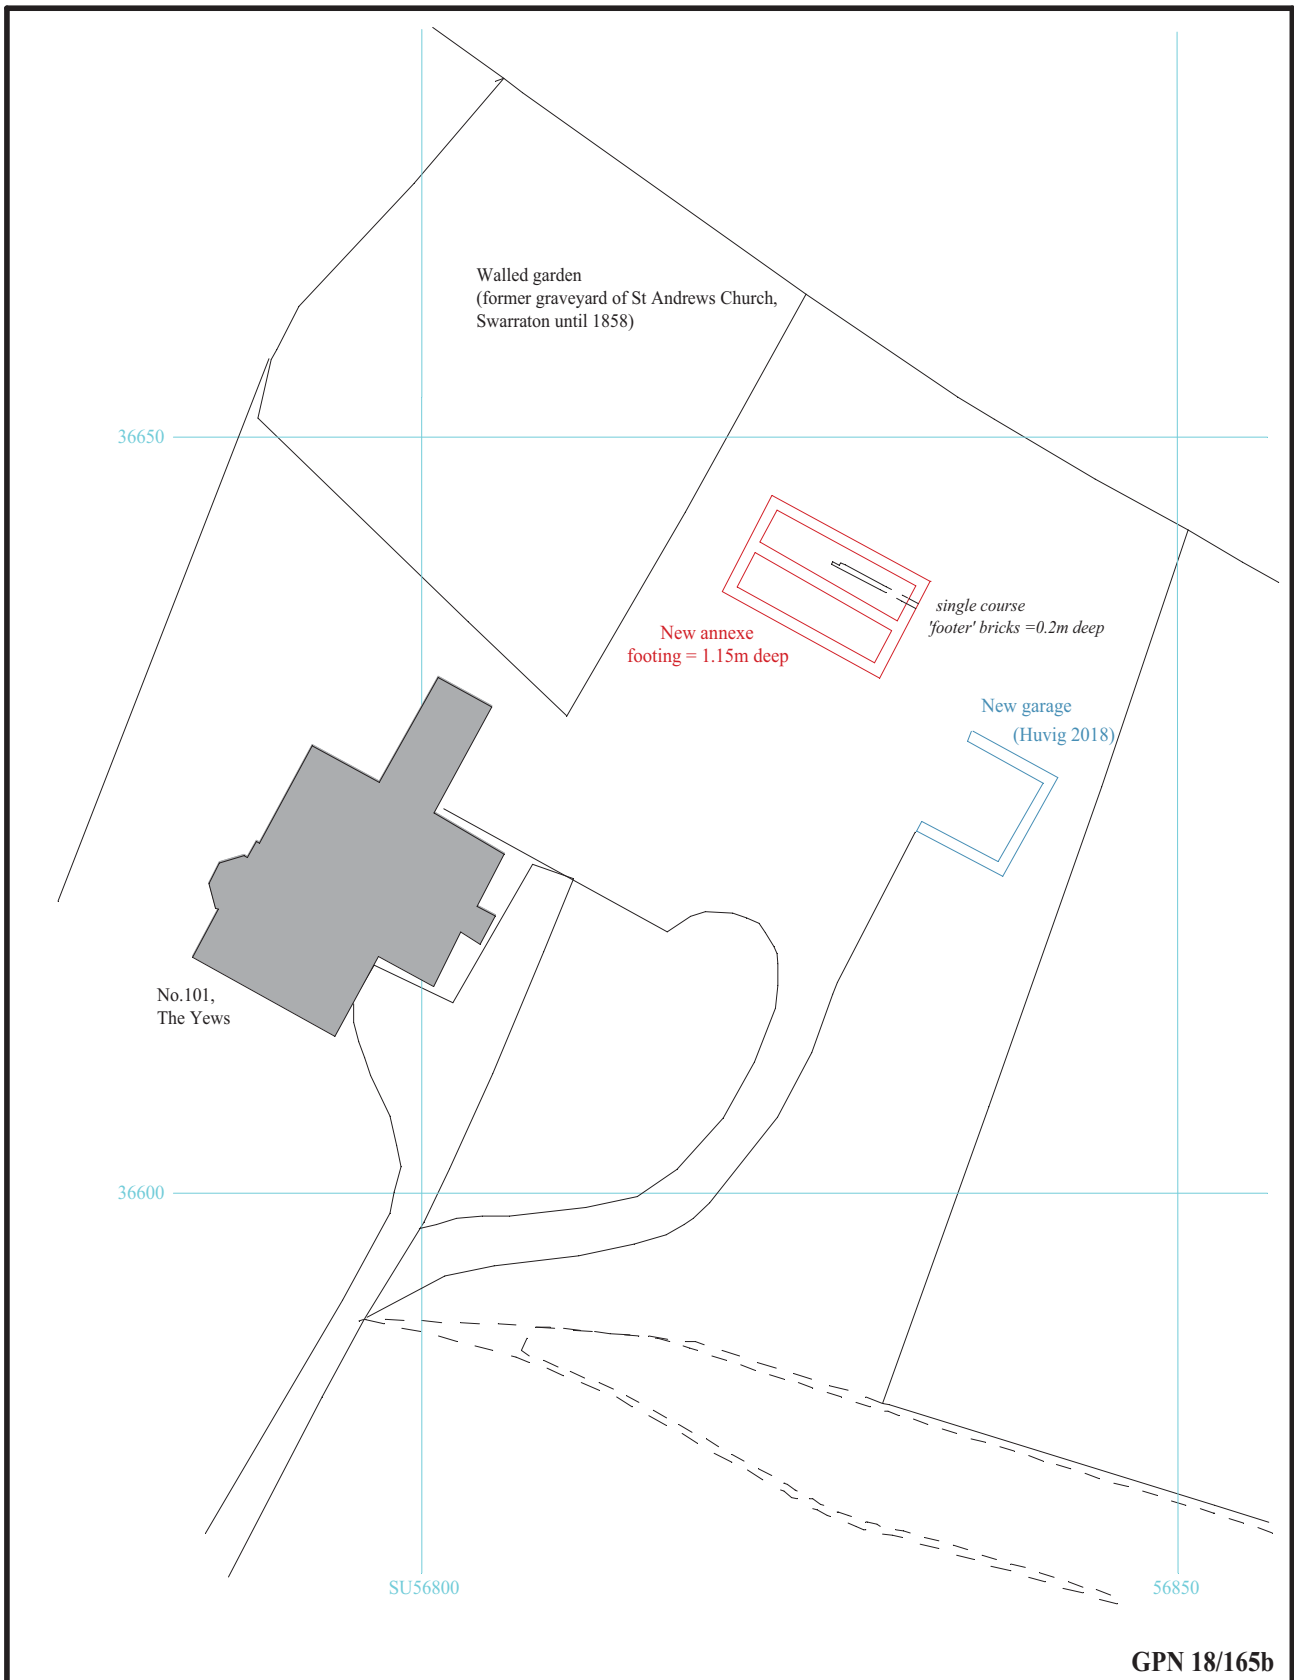 Walled garden
(former graveyard of St Andrews Church,
Swarraton until 1858)
36650
single course
'footer' bricks =0.2m deep
New annexe
footing = 1.15m deep
New garage
(Huvig 2018)
No.101,
The Yews
36600
SU56800
56850
GPN 18/165b